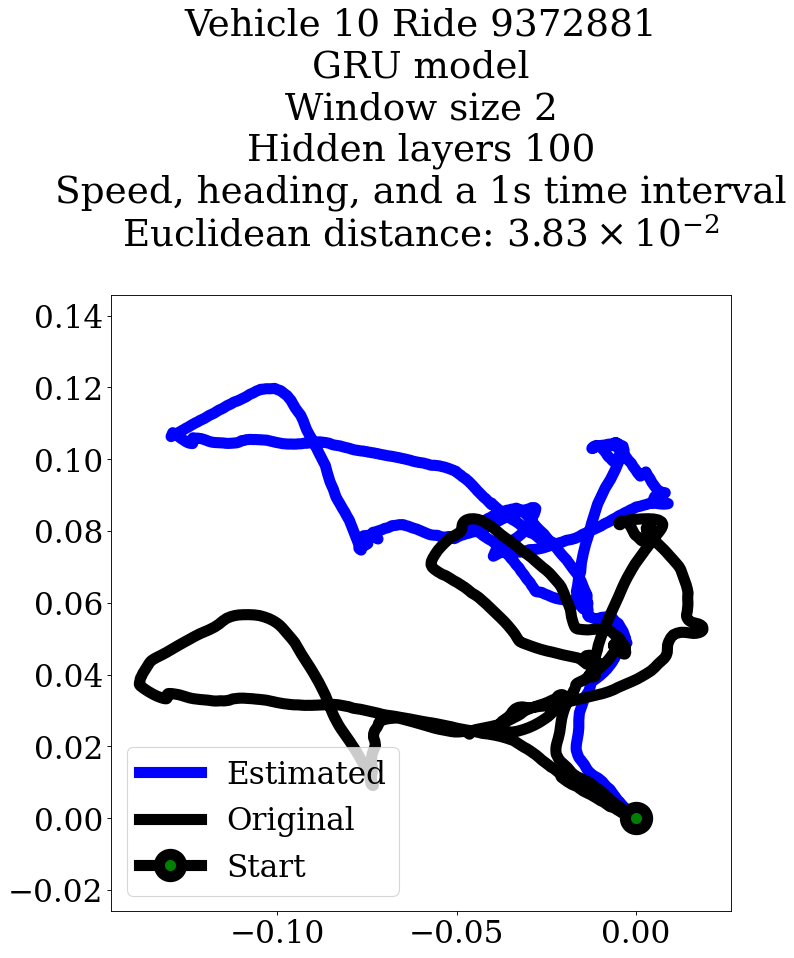 Vehicle 10 Ride 9372881
GRU model
Window size 2
Hidden layers 100
Speed, heading, and a 1s time interval
Euclidean distance: 3.83 × 10⁻²
0.14
0.12
0.10
0.08
0.06
0.04
0.02
0.00
−0.02
Estimated
Original
Start
−0.10
−0.05
0.00